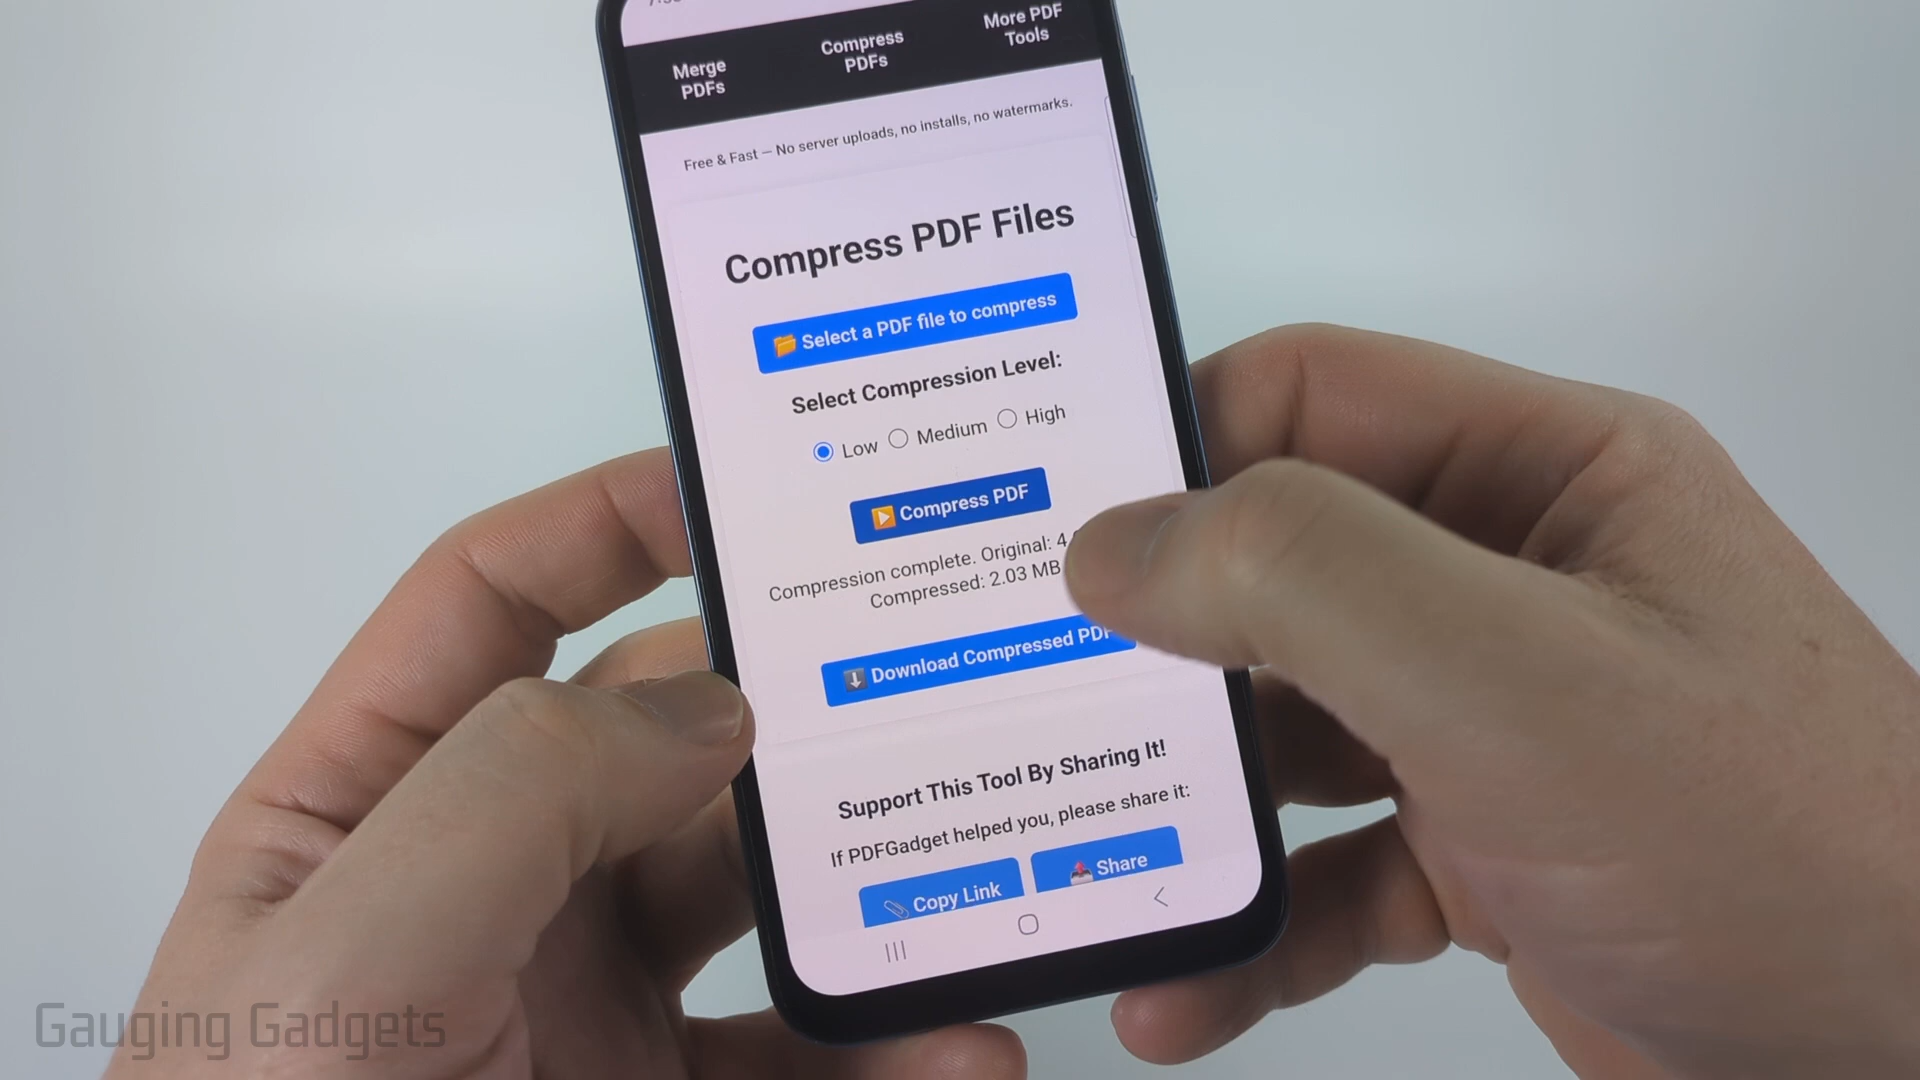 Merge
PDFs
Compress
PDFs
More PDF
Tools
Free & Fast – No server uploads, no installs, no watermarks.
Compress PDF Files
Select a PDF file to compress
Select Compression Level:
Low
Medium
High
Compress PDF
Compression complete. Original: 4
Compressed: 2.03 MB
Download Compressed PDF
Support This Tool By Sharing It!
If PDFGadget helped you, please share it:
Copy Link
Share
Gauging Gadgets